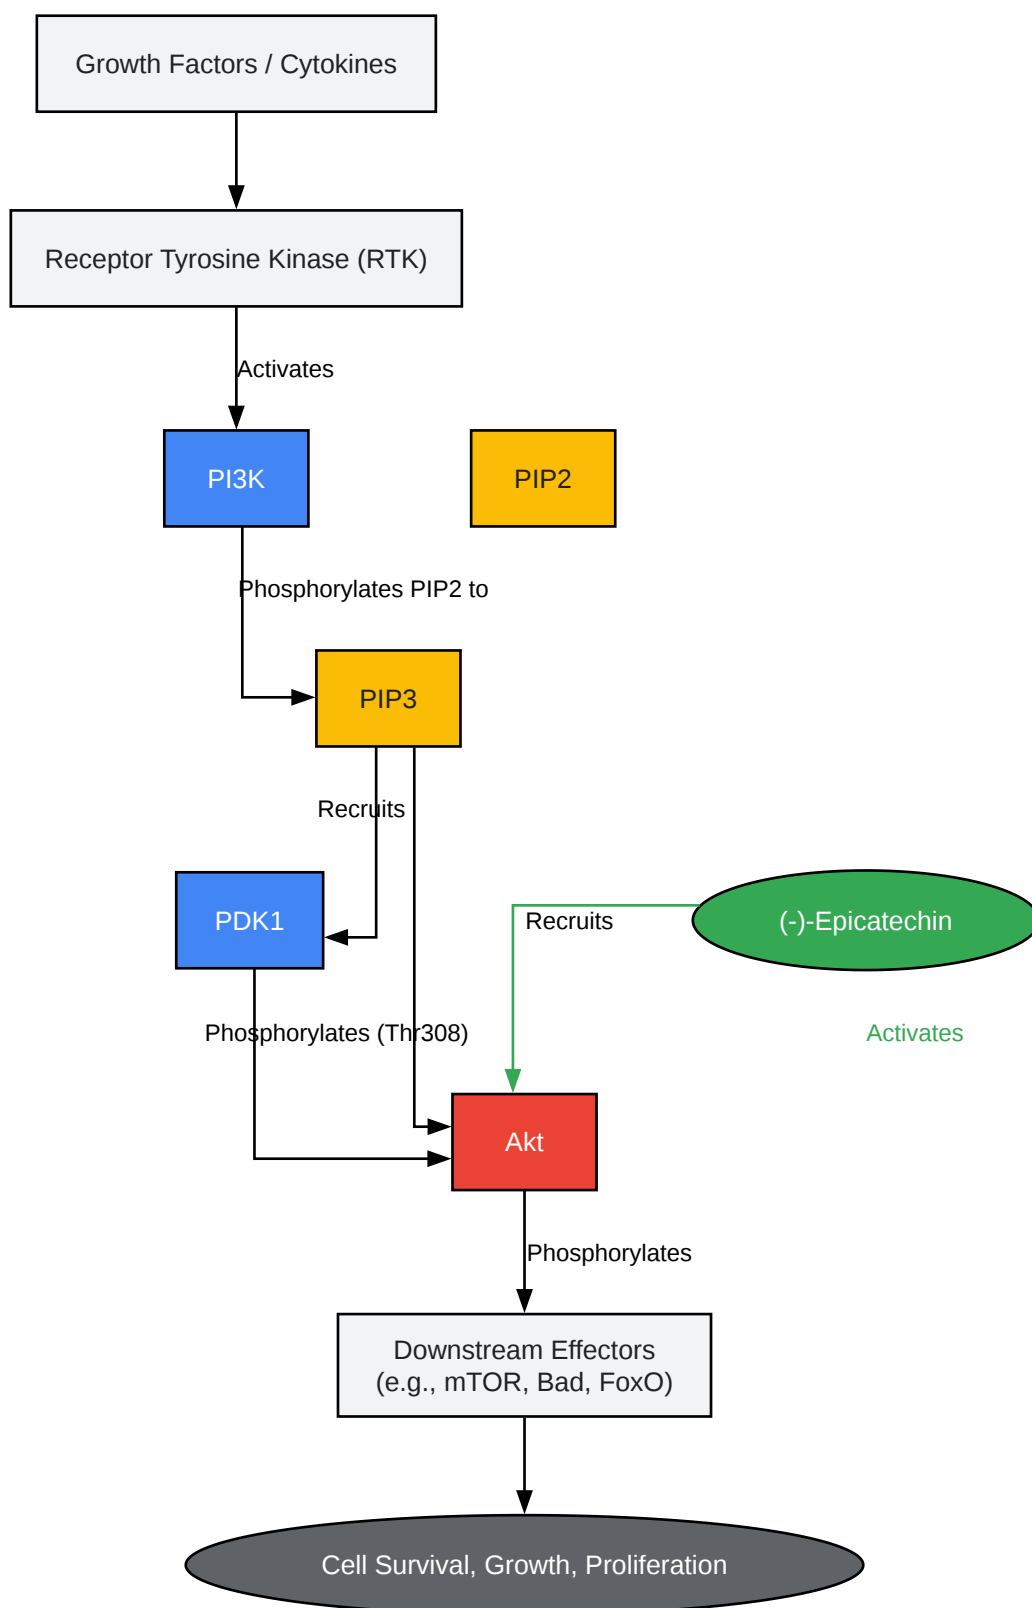 Growth Factors / Cytokines
Receptor Tyrosine Kinase (RTK)
Activates
PI3K
PIP2
Phosphorylates PIP2 to
PIP3
Recruits
PDK1
Recruits
(-)-Epicatechin
Phosphorylates (Thr308)
Activates
Akt
Phosphorylates
Downstream Effectors
(e.g., mTOR, Bad, FoxO)
Cell Survival, Growth, Proliferation